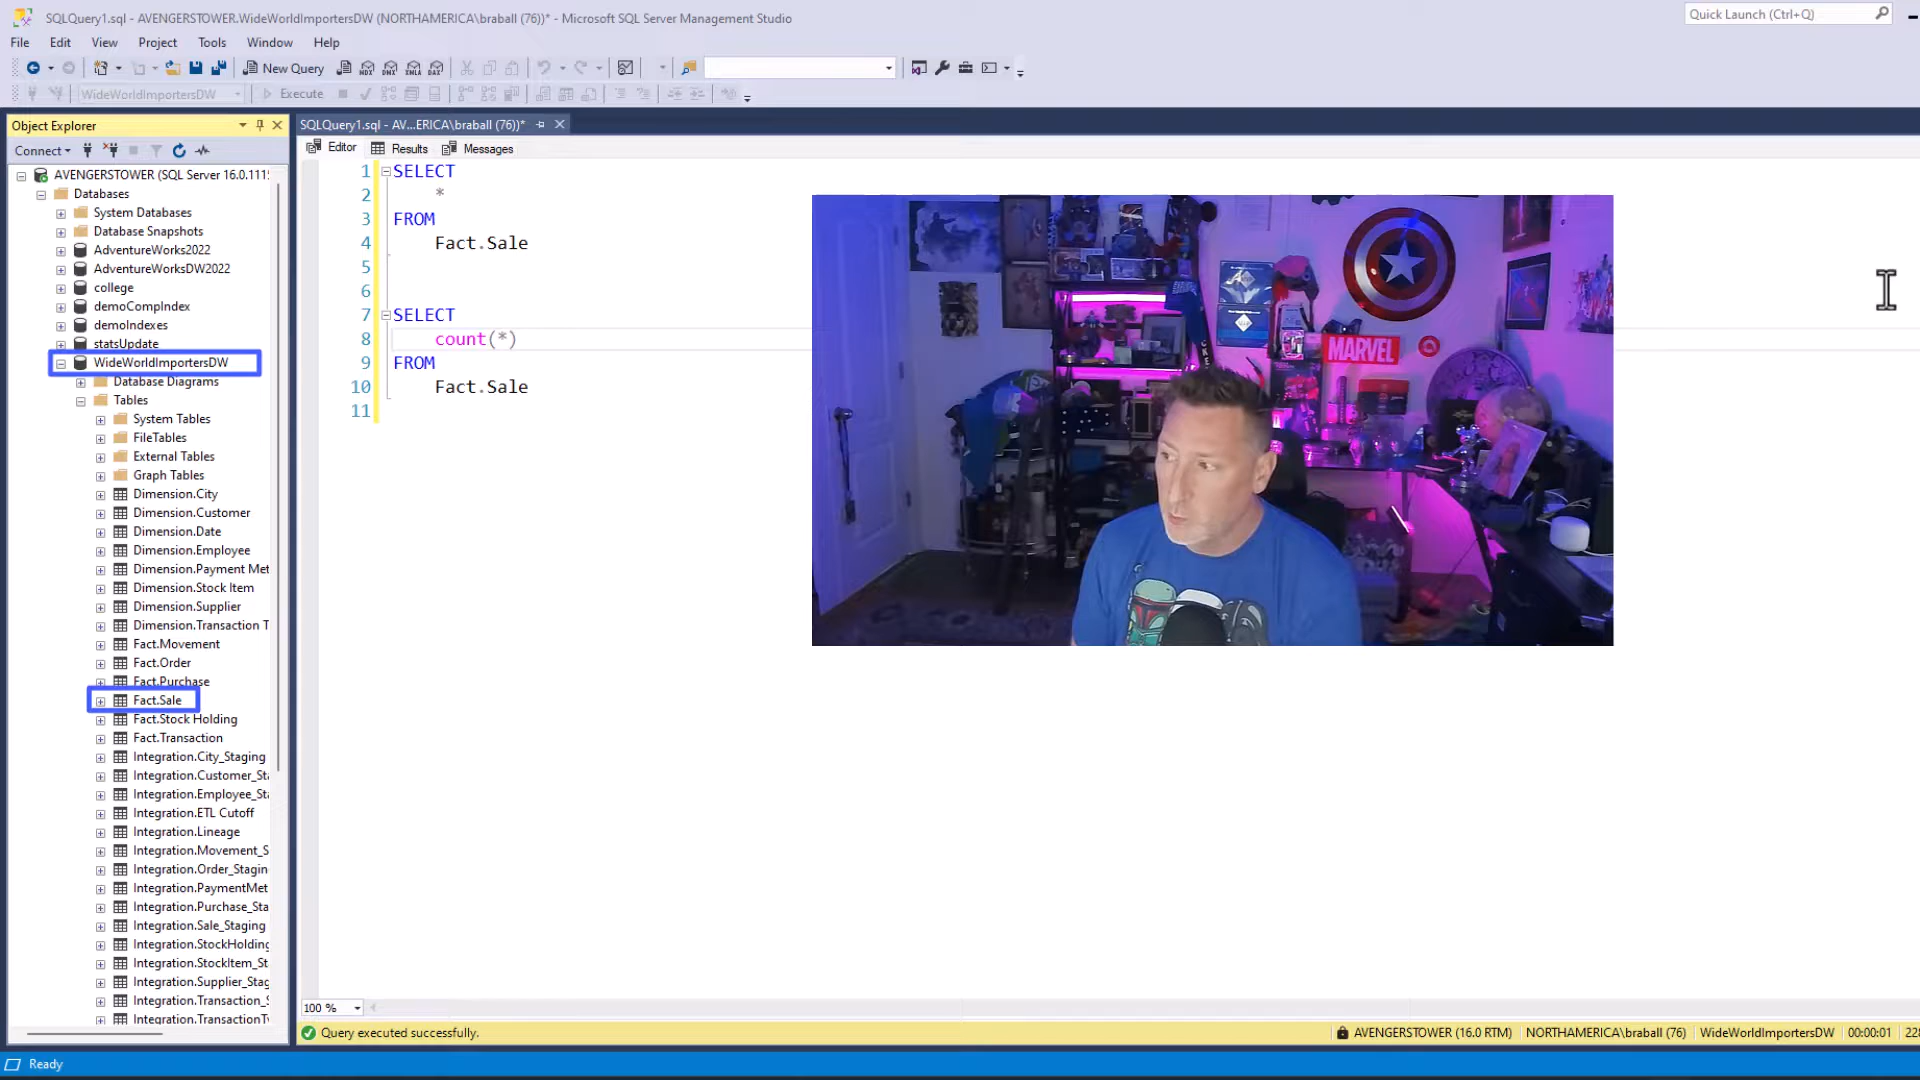 SQLQuery1.sql - AVENGERSTOWER.WideWorldImportersDW (NORTHAMERICA\braball (76))* - Microsoft SQL Server Management Studio
Quick Launch (Ctrl+Q)
File Edit View Project Tools Window Help
New Query
WideWorldImportersDW
Execute
Object Explorer
SQLQuery1.sql - AV...ERICA\braball (76))*
Connect
Editor
Results
Messages
AVENGERSTOWER (SQL Server 16.0.111
Databases
System Databases
Database Snapshots
AdventureWorks2022
AdventureWorksDW2022
college
demoCompIndex
demoIndexes
statsUpdate
WideWorldImportersDW
Database Diagrams
Tables
System Tables
FileTables
External Tables
Graph Tables
Dimension.City
Dimension.Customer
Dimension.Date
Dimension.Employee
Dimension.Payment Met
Dimension.Stock Item
Dimension.Supplier
Dimension.Transaction T
Fact.Movement
Fact.Order
Fact.Purchase
Fact.Sale
Fact.Stock Holding
Fact.Transaction
Integration.City_Staging
Integration.Customer_Sta
Integration.Employee_Sta
Integration.ETL Cutoff
Integration.Lineage
Integration.Movement_S
Integration.Order_Stagin
Integration.PaymentMet
Integration.Purchase_Sta
Integration.Sale_Staging
Integration.StockHolding
Integration.StockItem_St
Integration.Supplier_Stag
Integration.Transaction_S
Integration.TransactionTy
1 SELECT
2 *
3 FROM
4 Fact.Sale
5
6
7 SELECT
8 count(*)
9 FROM
10 Fact.Sale
11
MARVEL
100 %
Query executed successfully.
AVENGERSTOWER (16.0 RTM)
NORTHAMERICA\braball (76)
WideWorldImportersDW
00:00:01
228
Ready